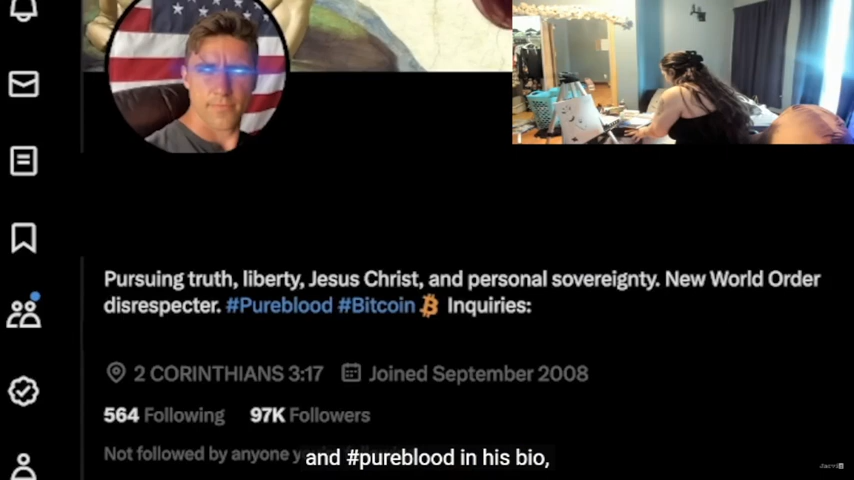 Pursuing truth, liberty, Jesus Christ, and personal sovereignty. New World Order
disrespecter. #Pureblood #Bitcoin Inquiries:
2 CORINTHIANS 3:17 Joined September 2008
564 Following 97K Followers
Not followed by anyone
and #pureblood in his bio,